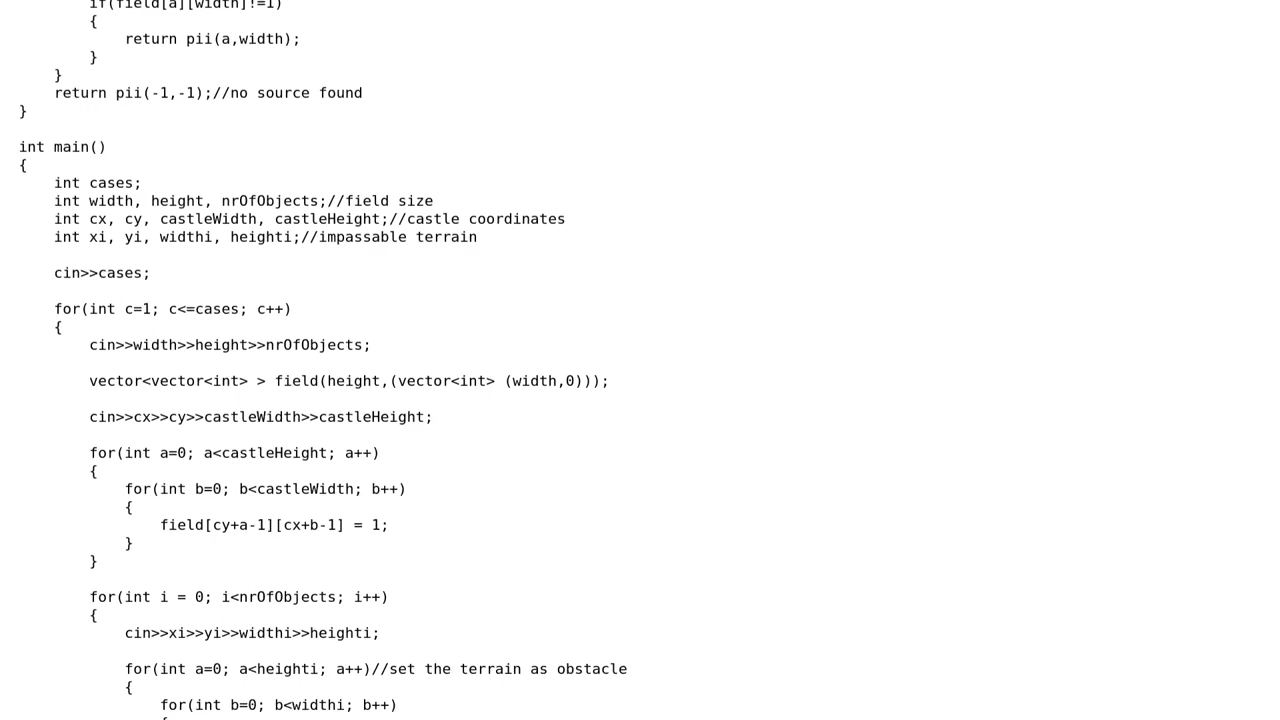 if(field[a][width]!=1)
{
return pii(a,width);
}
}
return pii(-1,-1);//no source found
}
int main()
{
int cases;
int width, height, nrOfObjects;//field size
int cx, cy, castleWidth, castleHeight;//castle coordinates
int xi, yi, widthi, heighti;//impassable terrain
cin>>cases;
for(int c=1; c<=cases; c++)
{
cin>>width>>height>>nrOfObjects;
vector<vector<int> > field(height,(vector<int> (width,0)));
cin>>cx>>cy>>castleWidth>>castleHeight;
for(int a=0; a<castleHeight; a++)
{
for(int b=0; b<castleWidth; b++)
{
field[cy+a-1][cx+b-1] = 1;
}
}
for(int i = 0; i<nrOfObjects; i++)
{
cin>>xi>>yi>>widthi>>heighti;
for(int a=0; a<heighti; a++)//set the terrain as obstacle
{
for(int b=0; b<widthi; b++)
{